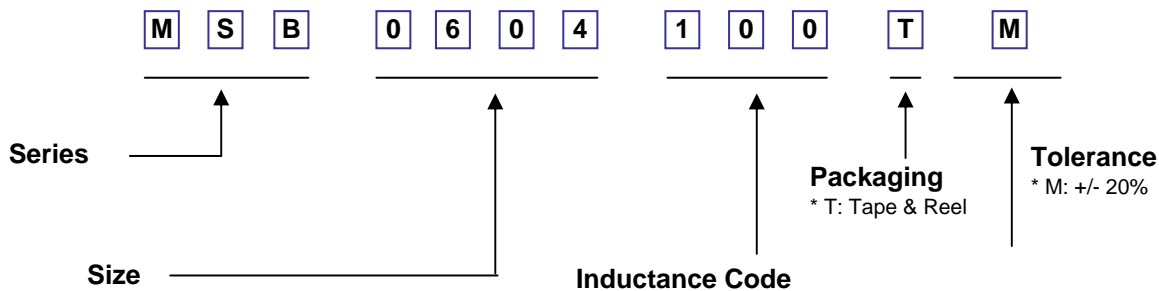 M S B 0 6 0 4 1 0 0 T M
Series
Packaging
* T: Tape & Reel
Tolerance
* M: +/- 20%
Size
Inductance Code